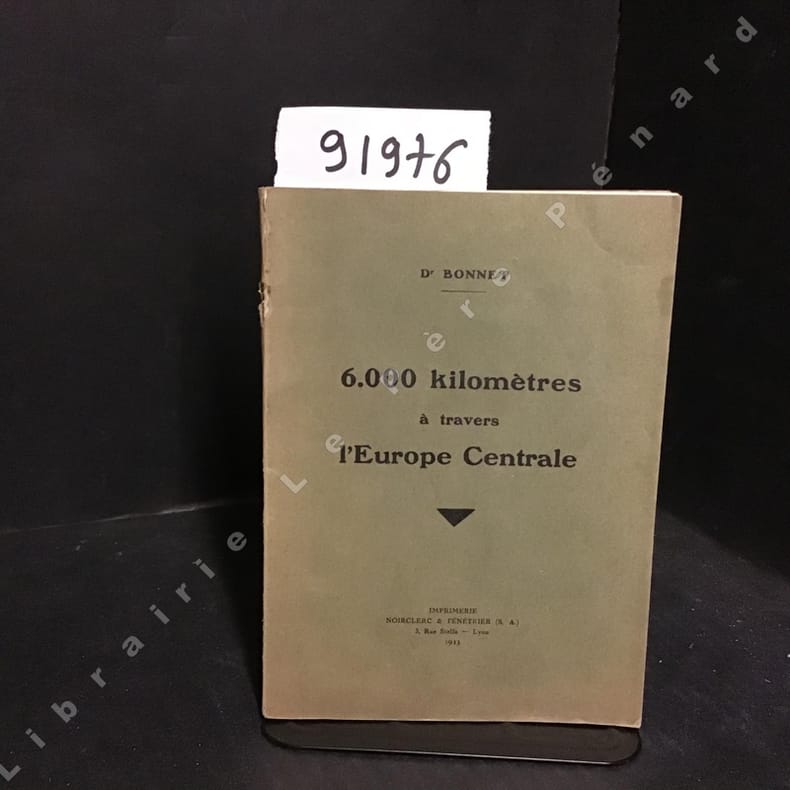 91976
Dr BONNET
6.000 kilomètres
à travers
l'Europe Centrale
IMPRIMERIE
NOIRCLERC & FÉNÉTRIER (S. A.)
3, Rue Stella — Lyon
1923
Librairie Le Père Pénard